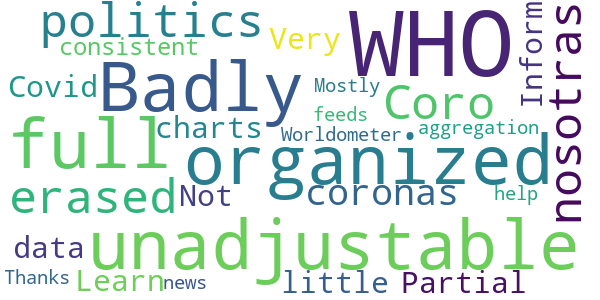 politics
WHO
Inform
nosotras
consistent
Very
Covid
Badly
Mostly
Coro
full
charts
feeds
Worldometer
aggregation
organized
erased
Not
coronas
help
data
unadjustable
Thanks
Learn
news
little
Partial